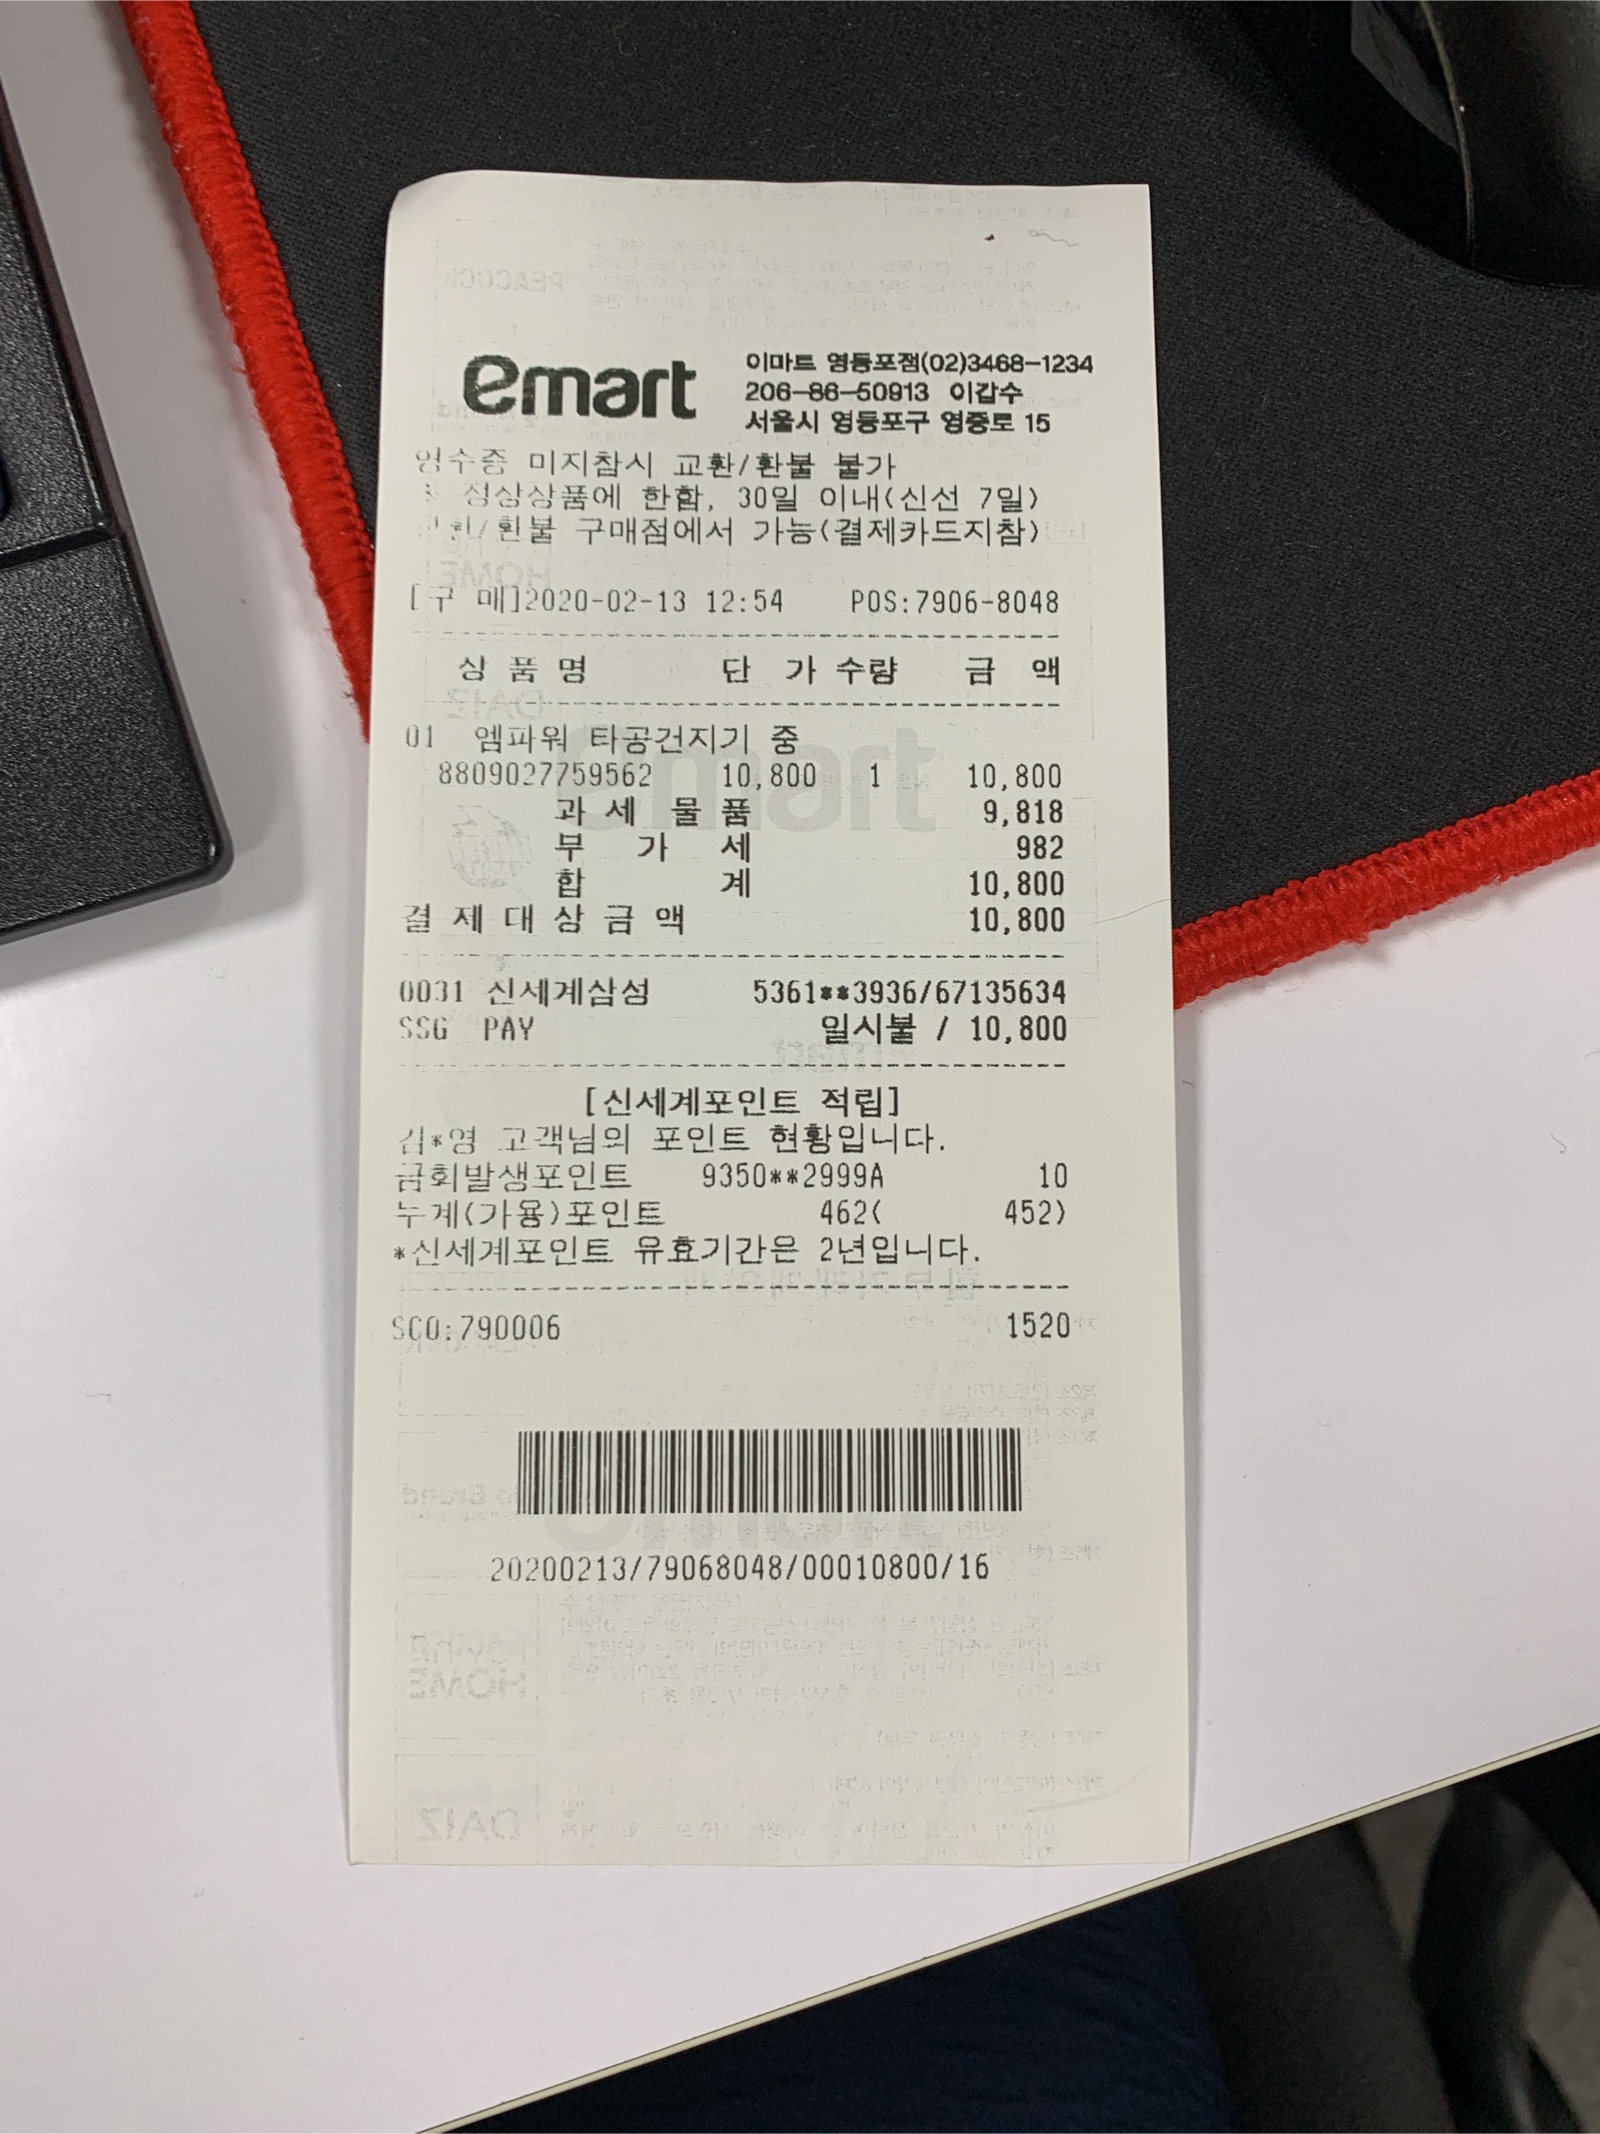 emart
이마트 영등포점(02)3468-1234
206-86-50913 이갑수
서울시 영등포구 영중로 15
영수증 미지참시 교환/환불 불가
정상상품에 한함, 30일 이내(신선 7일)
환불 구매점에서 가능(결제카드지참)
[구 매]2020-02-13 12:54 POS:7906-8048
상 품 명 단 가 수량 금 액
01 엠파워 타공건지기 중
8809027759562 10,800 1 10,800
과 세 물 품 9,818
부 가 세 982
합 계 10,800
결 제 대 상 금 액 10,800
0031 신세계삼성 5361**3936/67135634
SSG PAY 일시불 / 10,800
[신세계포인트 적립]
김*영 고객님의 포인트 현황입니다.
금회발생포인트 9350**2999A 10
누계(가용)포인트 462( 452)
*신세계포인트 유효기간은 2년입니다.
SCO:790006 1520
20200213/79068048/00010800/16